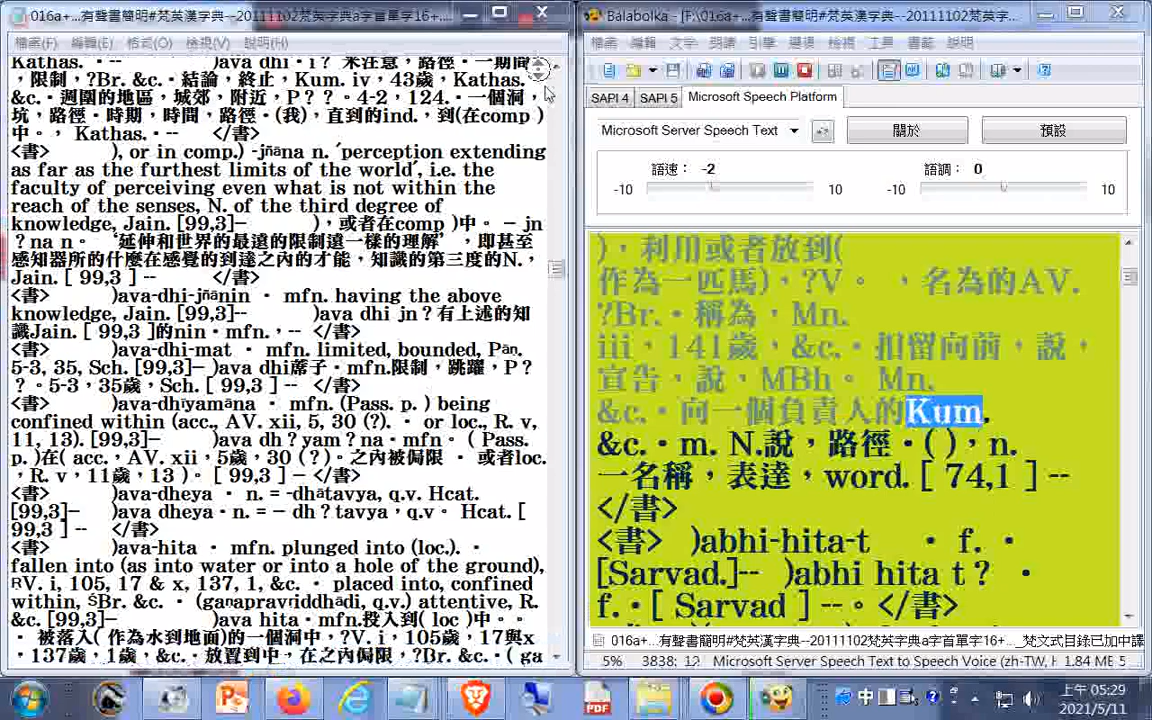 016a+...有聲書簡明#梵英漢字典--20111102梵英字典a字首單字16+...
檔案(F) 編輯(E) 格式(O) 檢視(V) 說明(H)
Kathas. •-- )ava dhi • i?
，限制，?Br. &c.•結論，終止，Kum. iv，43歲，Kathas.
&c.•週圍的地區，城郊，附近，P？？。4-2，124.•一個洞，
坑，路徑•時期，時間，路徑•(我)，直到的ind.，到(在comp )
中。，Kathas.•-- </書>
<書> ), or in comp.) -jñāna n. 'perception extending
as far as the furthest limits of the world', i.e. the
faculty of perceiving even what is not within the
reach of the senses, N. of the third degree of
knowledge, Jain. [99,3]– )，或者在comp )中。— jn
？na n。‘延伸和世界的最遠的限制遠一樣的理解’，即甚至
感知器所的什麼在感覺的到達之內的才能，知識的第三度的N.，
Jain. [ 99,3 ] -- </書>
<書> )ava-dhi-jñānin • mfn. having the above
knowledge, Jain. [99,3]-- )ava dhi jn？有上述的知
識Jain. [ 99,3 ]的nin•mfn.，-- </書>
<書> )ava-dhi-mat • mfn. limited, bounded, Pāṇ.
5-3, 35, Sch. [99,3]-- )ava dhi蓆子•mfn.限制，跳躍，P？
？。5-3，35歲，Sch. [ 99,3 ] -- </書>
<書> )ava-dhīyamāna • mfn. (Pass. p. ) being
confined within (acc., AV. xii, 5, 30 (?). • or loc., R. v,
11, 13). [99,3]-- )ava dh？yam？na•mfn。( Pass.
p. )在( acc.，AV. xii，5歲，30 (？)。之內被侷限 • 或者loc.
，R. v，11歲，13 )。[ 99,3 ] — </書>
<書> )ava-dheya • n. = -dhātavya, q.v. Hcat.
[99,3]– )ava dheya•n. = – dh？tavya，q.v。Hcat. [
99,3 ] -- </書>
<書> )ava-hita • mfn. plunged into (loc.). •
fallen into (as into water or into a hole of the ground),
RV. i, 105, 17 & x, 137, 1, &c. • placed into, confined
within, ŚBr. &c. • (gaṇapravṛiddhādi, q.v.) attentive, R.
&c.-- )ava hita•mfn.投入到( loc )中。•
•被落入( 作為水到地面)的一個洞中，?V. i，105歲，17與x
，137歲，1歲，&c.•放置到中，在之內侷限，?Br. &c.•( ga
Balabolka - [F:\016a+...有聲書簡明#梵英漢字典--20111102梵英字...
檔案 編輯 文字 朗讀 引擎 選項 檢視 工具 書籤 說明
SAPI 4 SAPI 5 Microsoft Speech Platform
Microsoft Server Speech Text 關於 預設
語速： -2 語調： 0
-10 10 -10 10
)，利用或者放到(
作為一匹馬)，?V。，名為的AV.
?Br.•稱為，Mn.
iii，141歲，&c.•扣留向前，說，
宣告，說，MBh。Mn.
&c.•向一個負責人的Kum.
&c.•m. N.說，路徑•( )，n.
一名稱，表達，word. [ 74,1 ] --
</書>
<書> )abhi-hita-t • f. •
[Sarvad.]-- )abhi hita t？ •
f.•[ Sarvad ] --。</書>
016a+...有聲書簡明#梵英漢字典--20111102梵英字典a字首單字16+..._梵文式目錄已加中譯
5% 3838: 12 Microsoft Server Speech Text to Speech Voice (zh-TW, H 1.84 ME 5
PDF
中
上午 05:29
2021/5/11